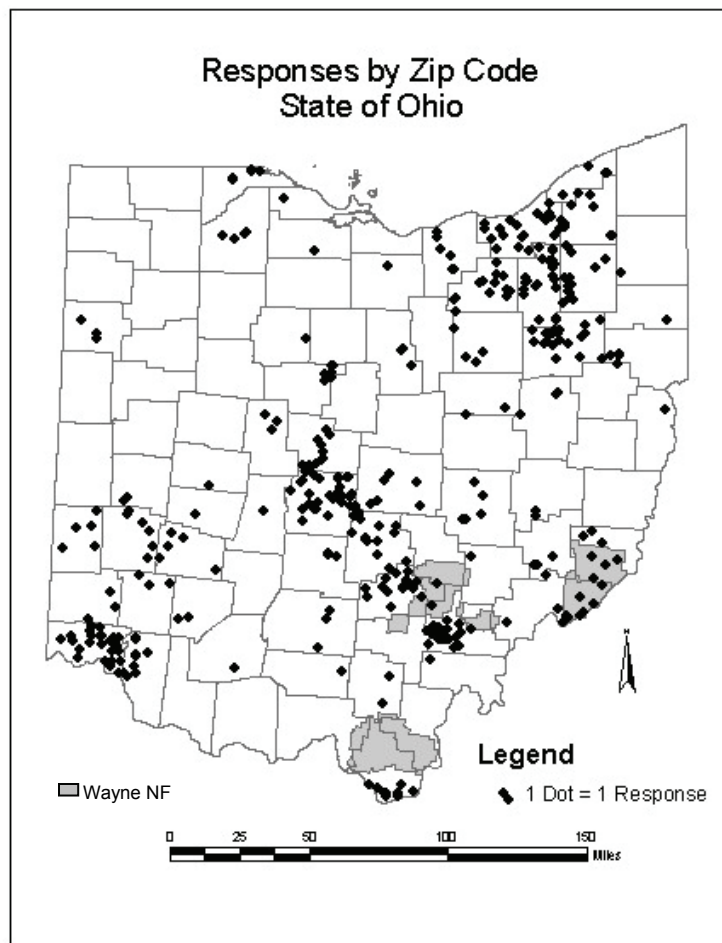 Responses by Zip Code
State of Ohio
N
Legend
Wayne NF
1 Dot = 1 Response
0 25 50 100 150
Miles